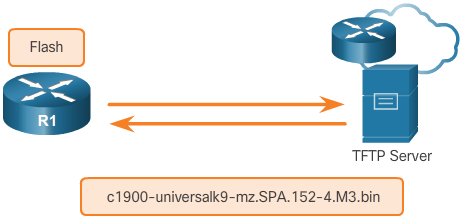 Flash
R1
TFTP Server
c1900-universalk9-mz.SPA.152-4.M3.bin